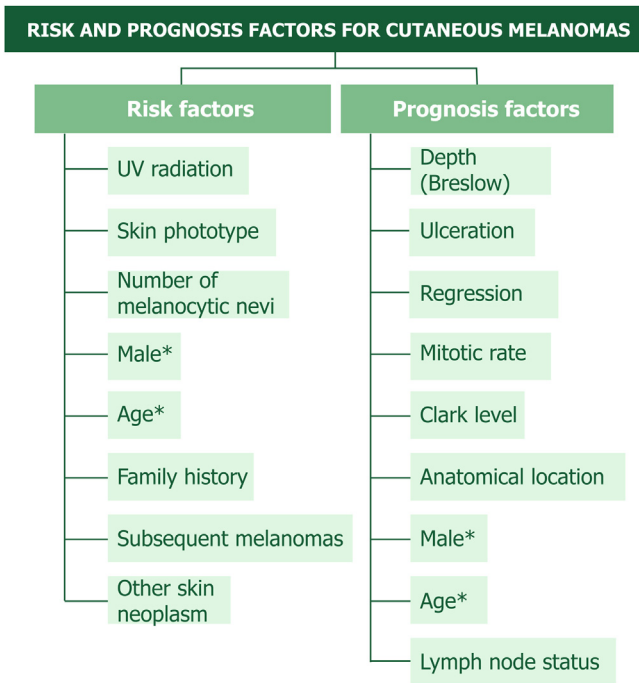 RISK AND PROGNOSIS FACTORS FOR CUTANEOUS MELANOMAS
Risk factors
UV radiation
Skin phototype
Number of
melanocytic nevi
Male*
Age*
Family history
Subsequent melanomas
Other skin
neoplasm
Prognosis factors
Depth
(Breslow)
Ulceration
Regression
Mitotic rate
Clark level
Anatomical location
Male*
Age*
Lymph node status